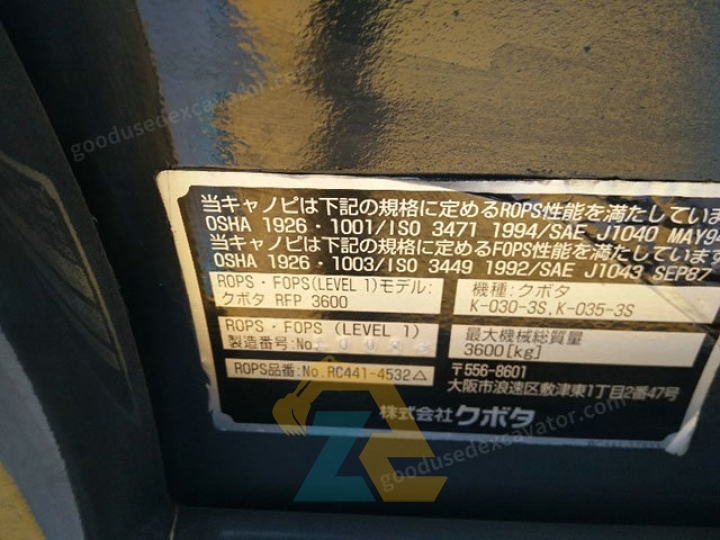 当キャノピは下記の規格に定めるROPS性能を満たしていま
OSHA 1926・1001/ISO 3471 1994/SAE J1040 MAY94
当キャノピは下記の規格に定めるFOPS性能を満たしています
OSHA 1926・1003/ISO 3449 1992/SAE J1043 SEP87
ROPS・FOPS(LEVEL 1)モデル:
クボタ RFP 3600
機種:クボタ
K-030-3S,K-035-3S
ROPS・FOPS (LEVEL 1)
製造番号:No.
最大機械総質量
3600[kg]
ROPS品番:No.RC441-4532△
〒556-8601
大阪市浪速区敷津東1丁目2番47号
株式会社クボタ
goodusedexcavator.com
goodusedexcavator.com